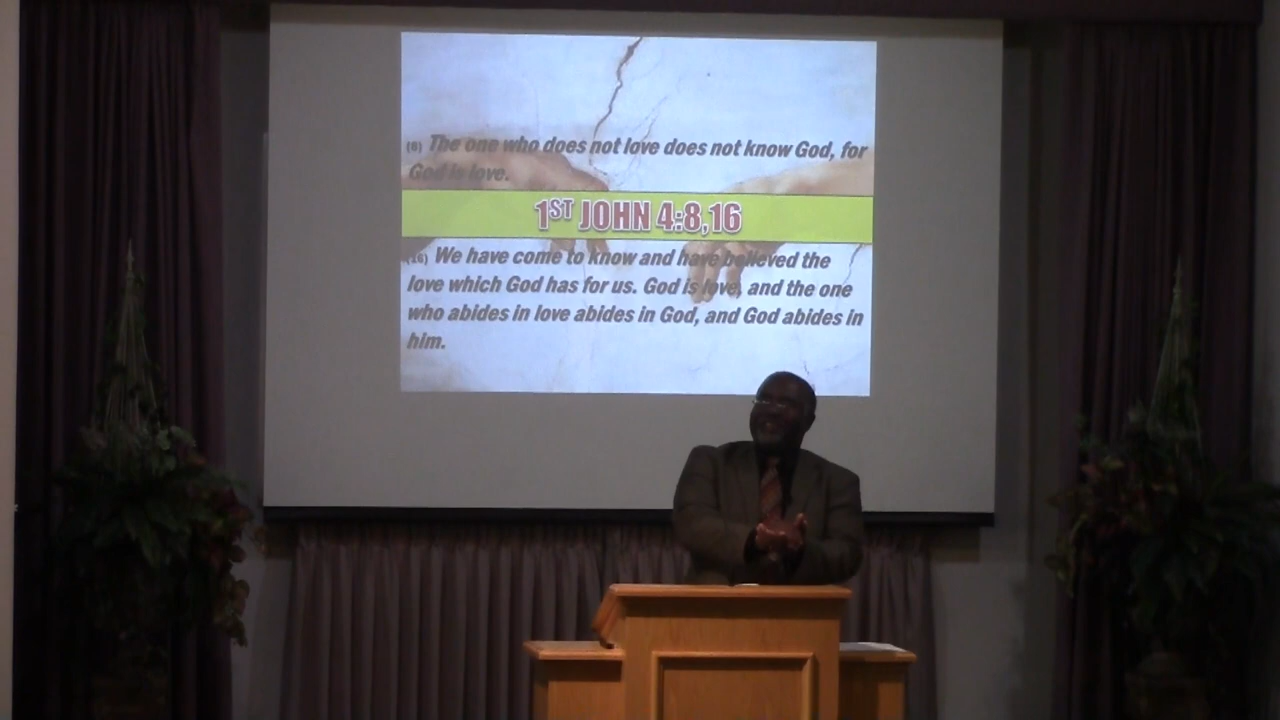 (8) The one who does not love does not know God, for
God is love.
1ST JOHN 4:8,16
(16) We have come to know and have believed the
love which God has for us. God is love, and the one
who abides in love abides in God, and God abides in
him.